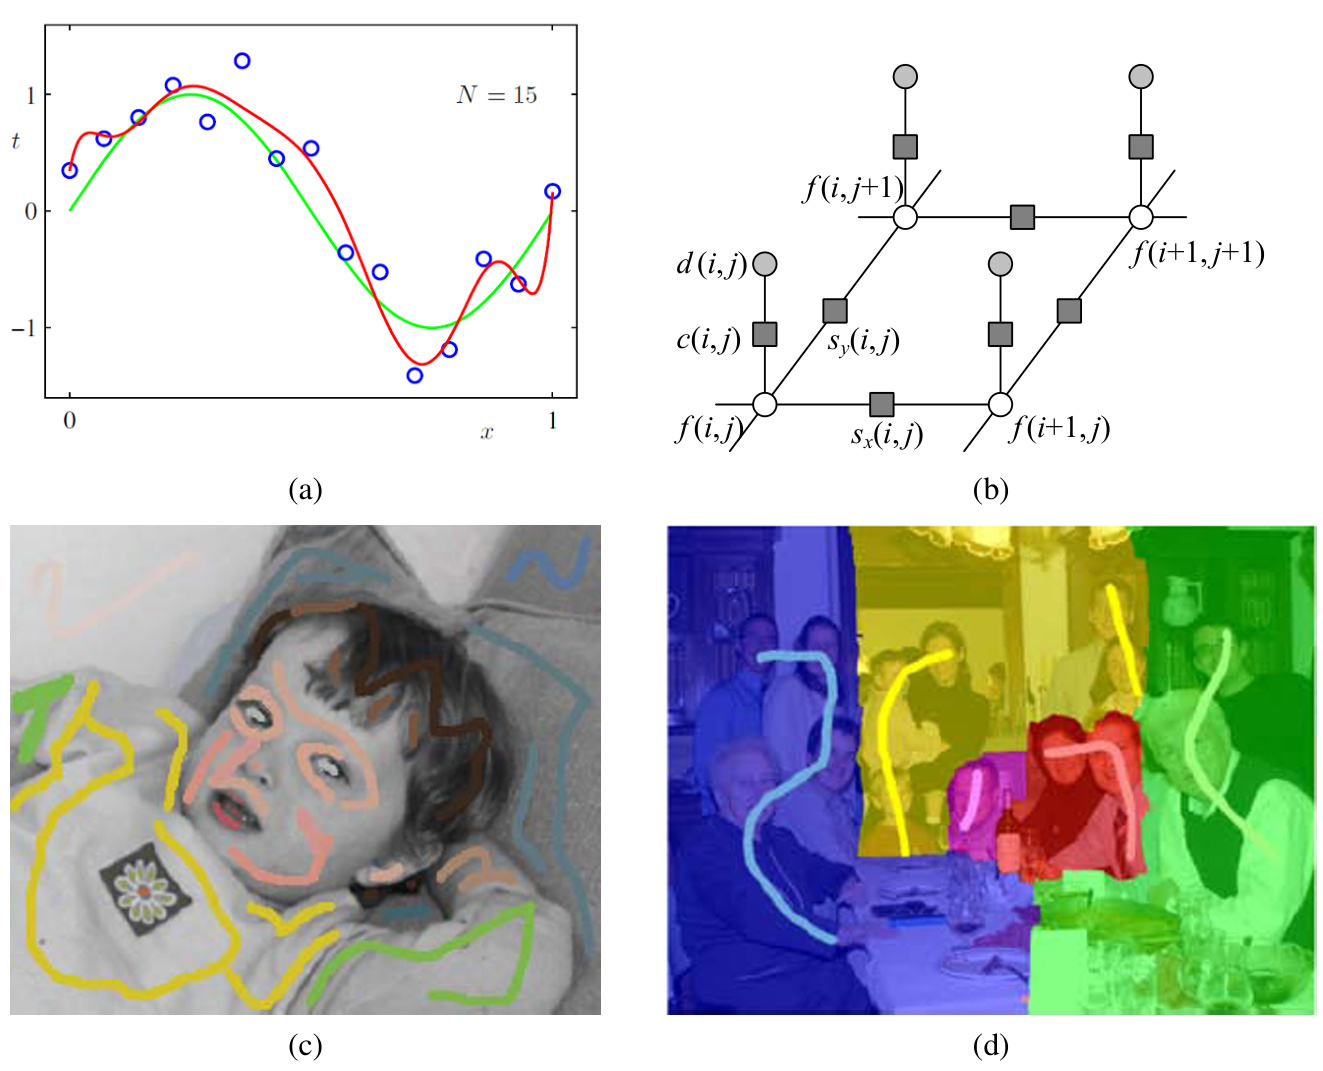 1
N = 15
t
0
−1
0
1
x
(a)
f(i, j+1)
f(i+1, j+1)
d(i, j)
c(i, j)
s_y(i, j)
f(i, j)
s_x(i, j)
f(i+1, j)
(b)
(c)
(d)